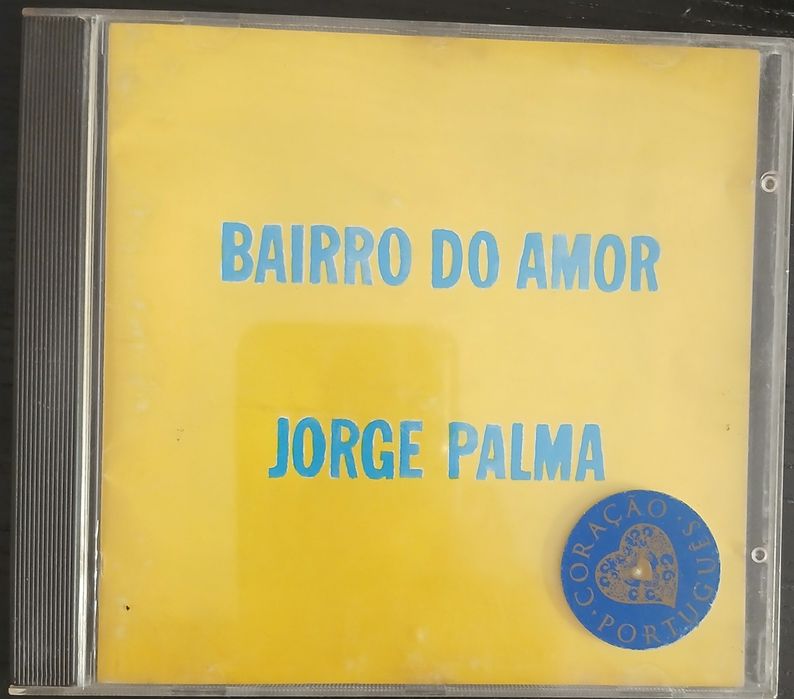 BAIRRO DO AMOR
JORGE PALMA
CORAÇÃO · PORTUGUÊS ·